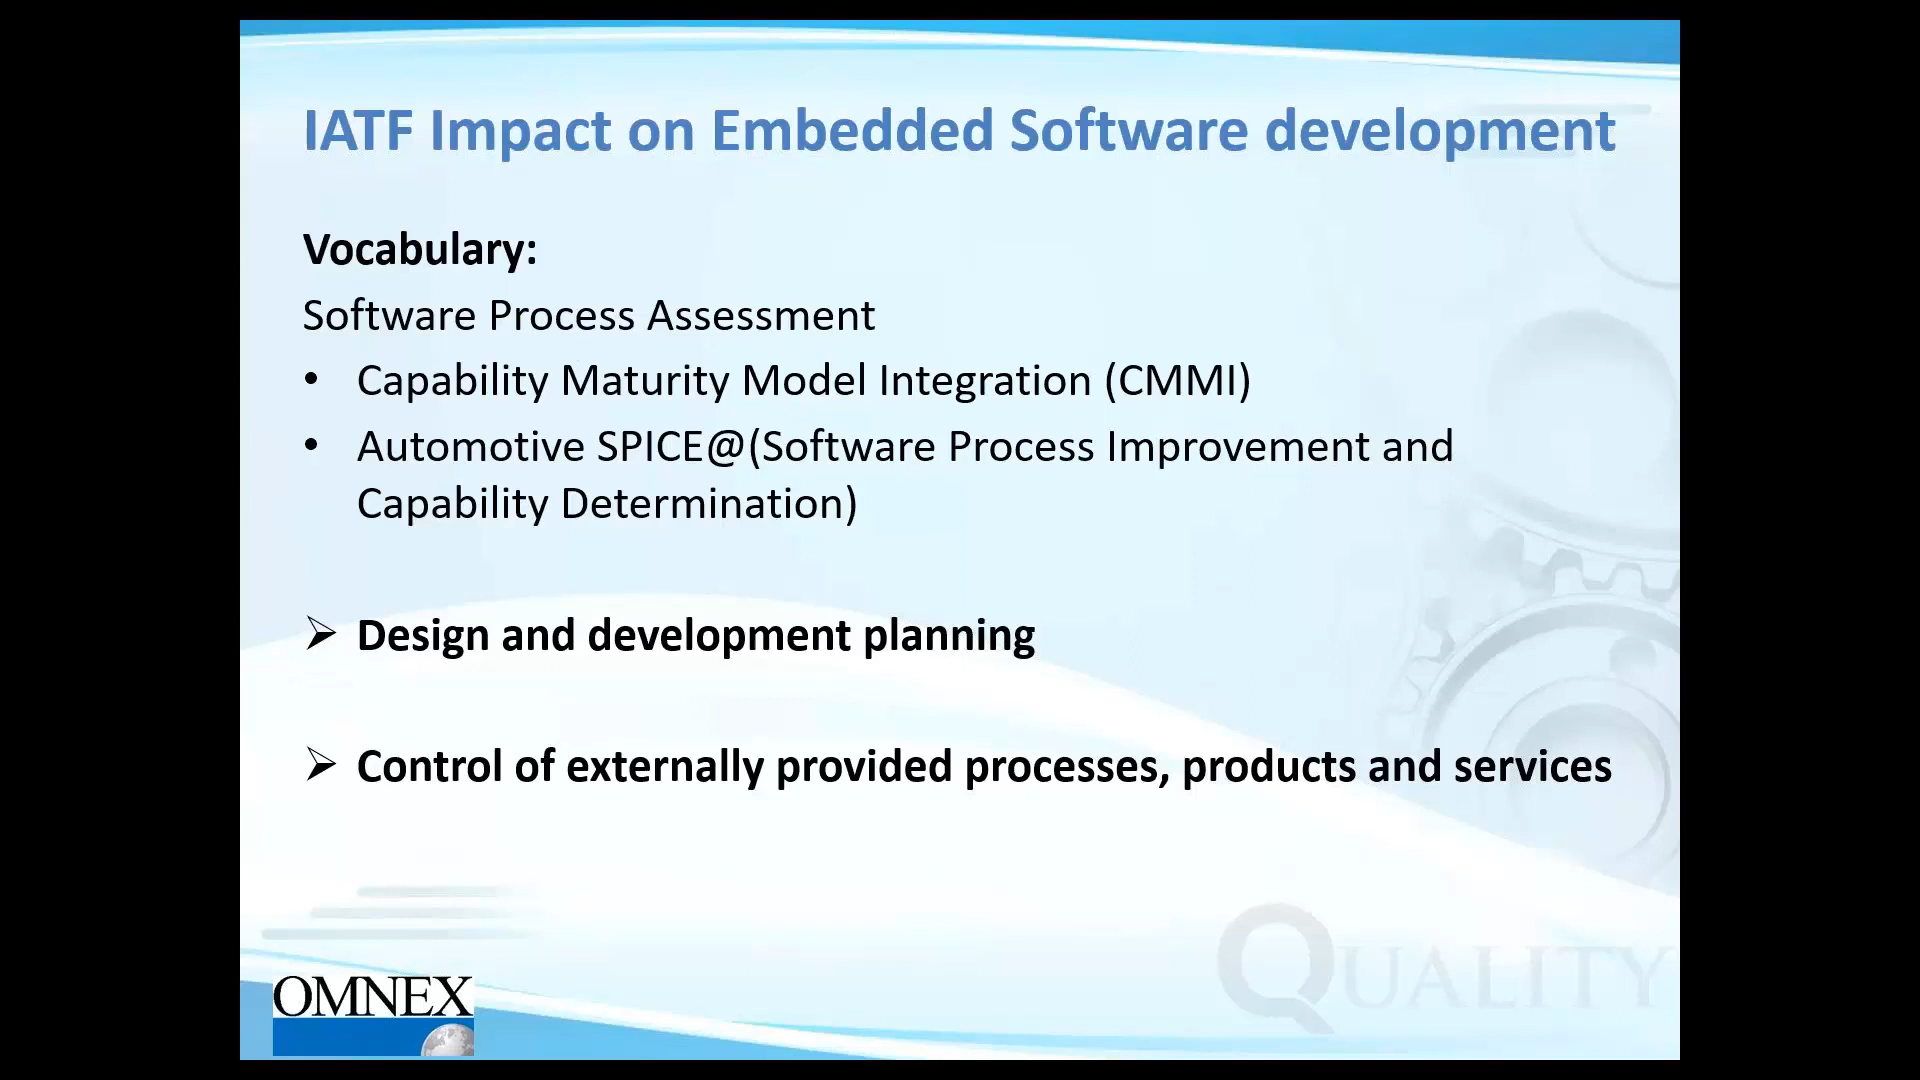 IATF Impact on Embedded Software development
Vocabulary:
Software Process Assessment
• Capability Maturity Model Integration (CMMI)
• Automotive SPICE@(Software Process Improvement and
Capability Determination)
➢ Design and development planning
➢ Control of externally provided processes, products and services
QUALITY
OMNEX